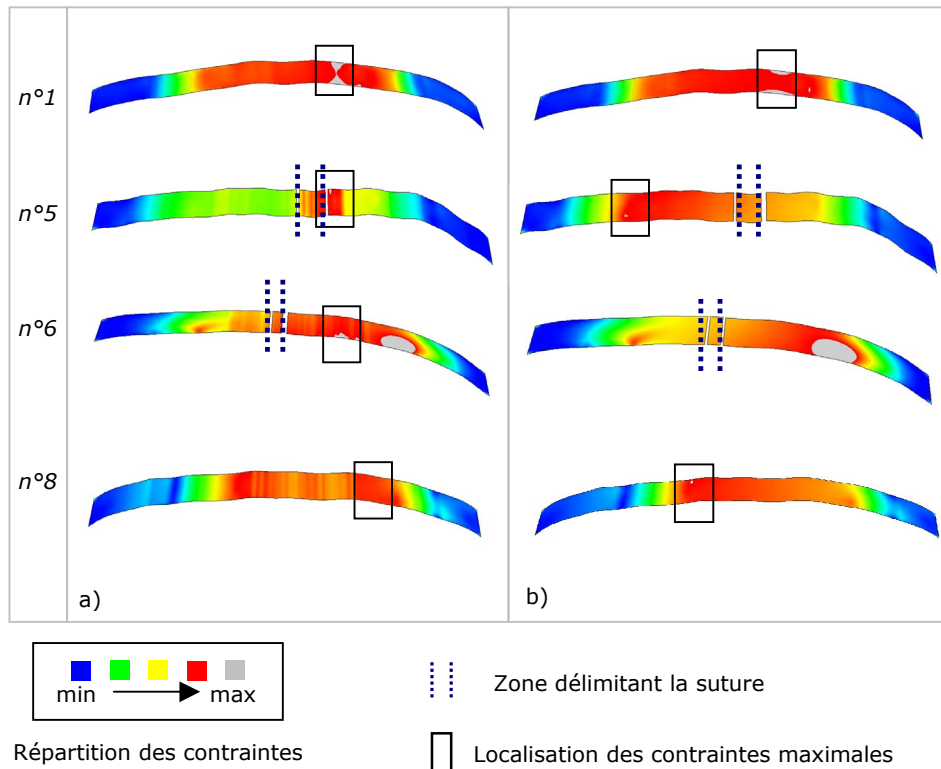 n°1
n°5
n°6
n°8
a)
b)
min
max
Zone délimitant la suture
Répartition des contraintes
Localisation des contraintes maximales